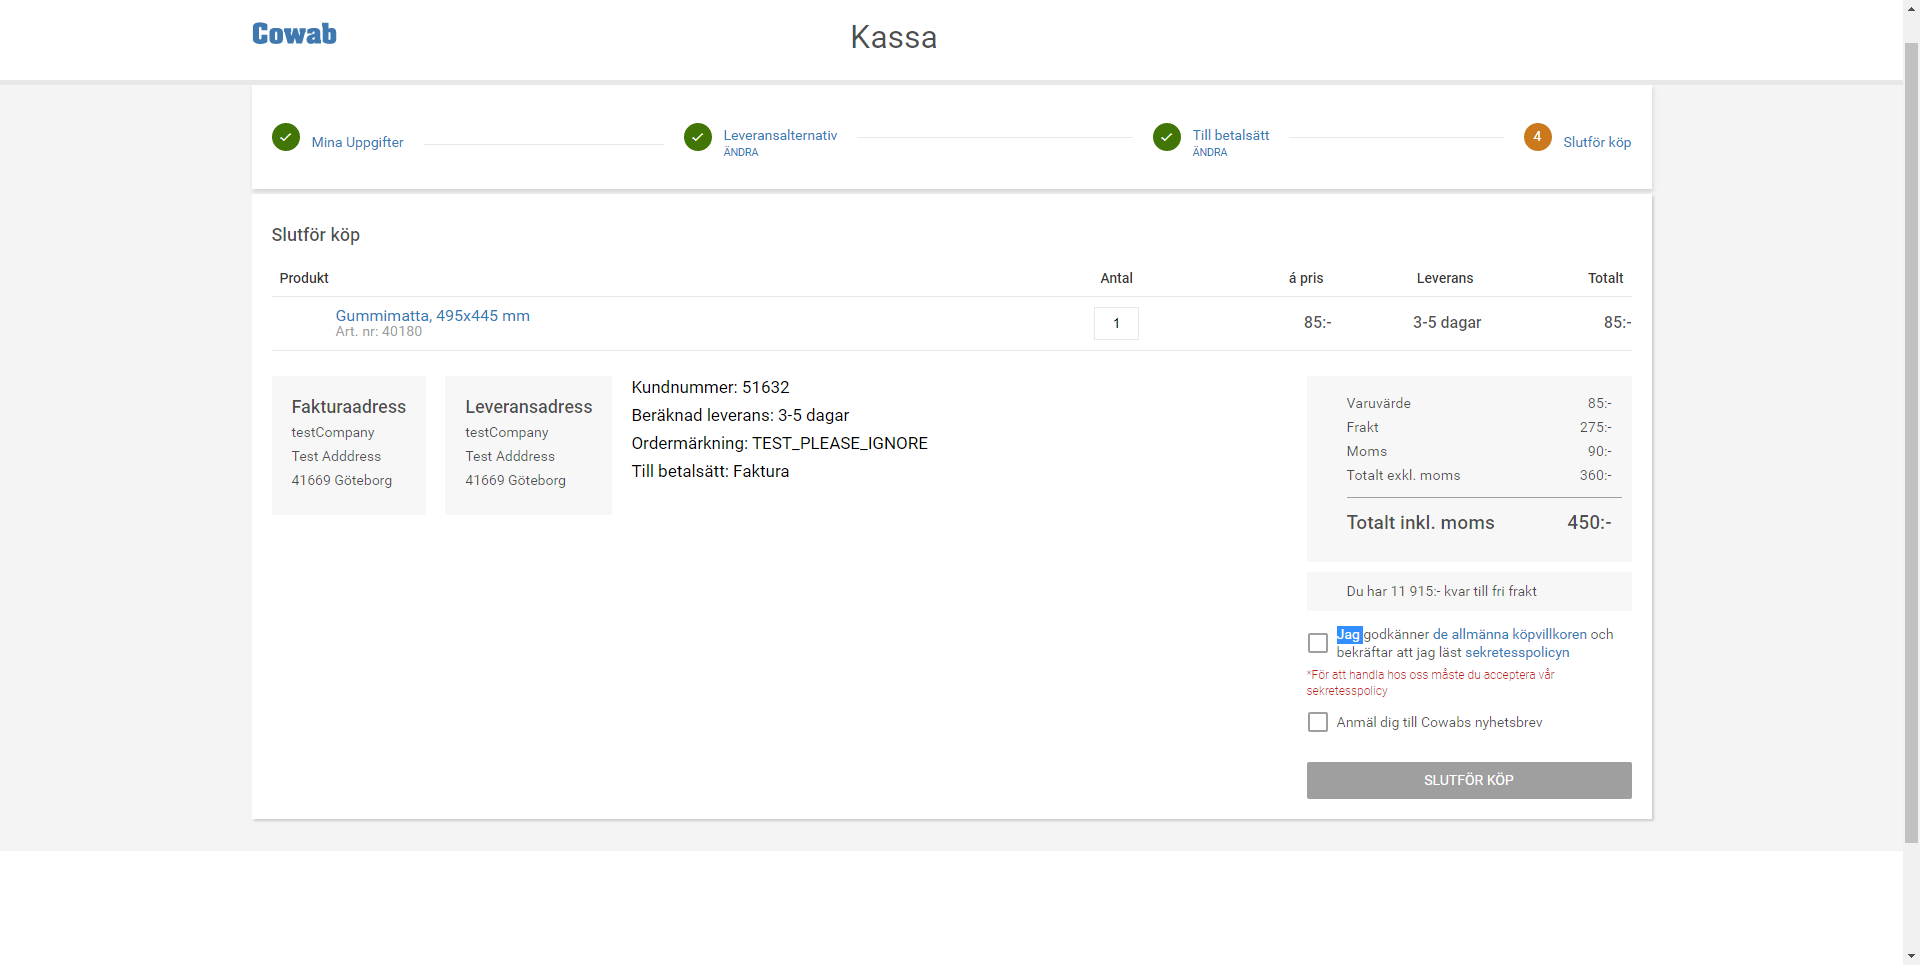 Cowab
Kassa
Mina Uppgifter
Leveransalternativ
ÄNDRA
Till betalsätt
ÄNDRA
4
Slutför köp
Slutför köp
Produkt Antal á pris Leverans Totalt
Gummimatta, 495x445 mm 1 85:- 3-5 dagar 85:-
Art. nr: 40180
Fakturaadress
testCompany
Test Adddress
41669 Göteborg
Leveransadress
testCompany
Test Adddress
41669 Göteborg
Kundnummer: 51632
Beräknad leverans: 3-5 dagar
Ordermärkning: TEST_PLEASE_IGNORE
Till betalsätt: Faktura
Varuvärde 85:-
Frakt 275:-
Moms 90:-
Totalt exkl. moms 360:-
Totalt inkl. moms 450:-
Du har 11 915:- kvar till fri frakt
Jag godkänner de allmänna köpvillkoren och
bekräftar att jag läst sekretesspolicyn
*För att handla hos oss måste du acceptera vår
sekretesspolicy
Anmäl dig till Cowabs nyhetsbrev
SLUTFÖR KÖP